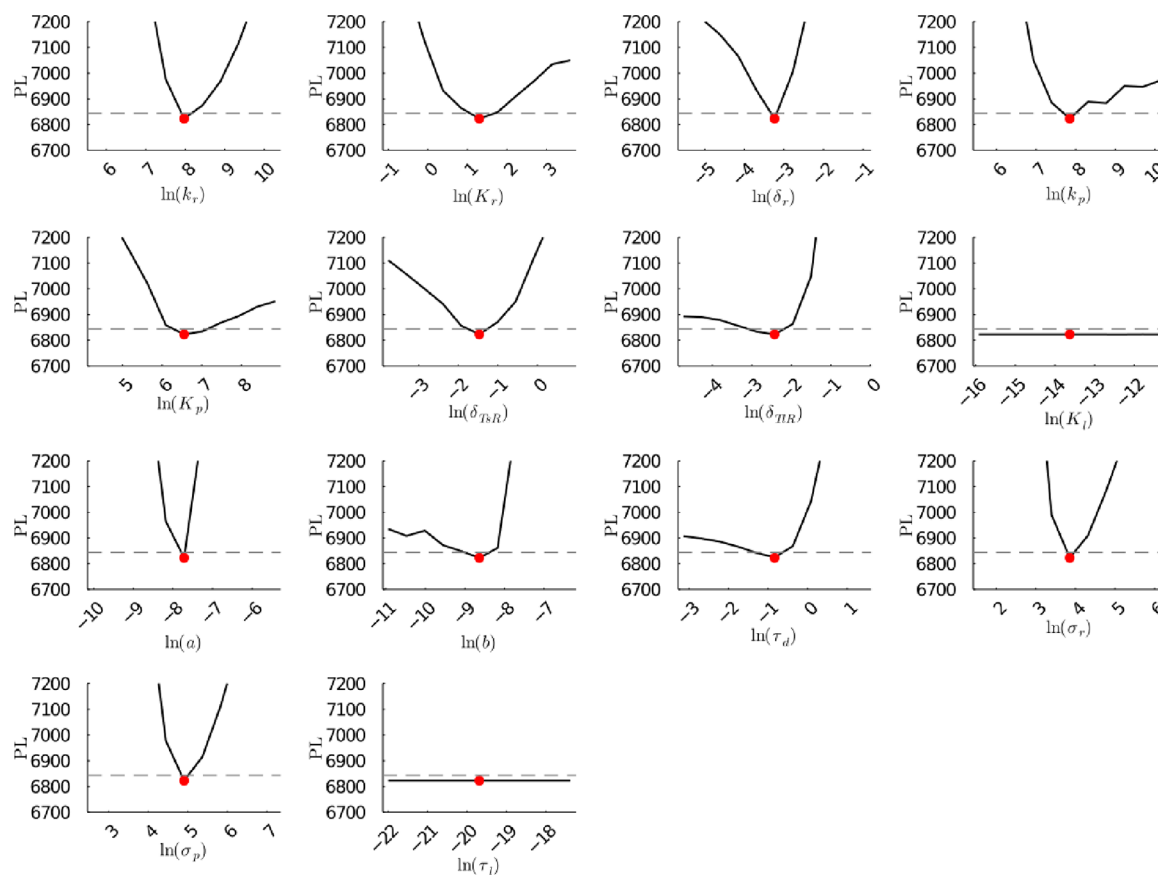 7200
7100
7000
6900
6800
6700
PL
6 7 8 9 10
ln(k_r)
7200
7100
7000
6900
6800
6700
PL
−1 0 1 2 3
ln(K_r)
7200
7100
7000
6900
6800
6700
PL
−5 −4 −3 −2 −1
ln(δ_r)
7200
7100
7000
6900
6800
6700
PL
6 7 8 9 10
ln(k_p)
7200
7100
7000
6900
6800
6700
PL
5 6 7 8
ln(K_p)
7200
7100
7000
6900
6800
6700
PL
−3 −2 −1 0
ln(δ_{TsR})
7200
7100
7000
6900
6800
6700
PL
−4 −3 −2 −1 0
ln(δ_{TlR})
7200
7100
7000
6900
6800
6700
PL
−16 −15 −14 −13 −12
ln(K_l)
7200
7100
7000
6900
6800
6700
PL
−10 −9 −8 −7 −6
ln(a)
7200
7100
7000
6900
6800
6700
PL
−11 −10 −9 −8 −7
ln(b)
7200
7100
7000
6900
6800
6700
PL
−3 −2 −1 0 1
ln(τ_d)
7200
7100
7000
6900
6800
6700
PL
2 3 4 5 6
ln(σ_r)
7200
7100
7000
6900
6800
6700
PL
3 4 5 6 7
ln(σ_p)
7200
7100
7000
6900
6800
6700
PL
−22 −21 −20 −19 −18
ln(τ_l)